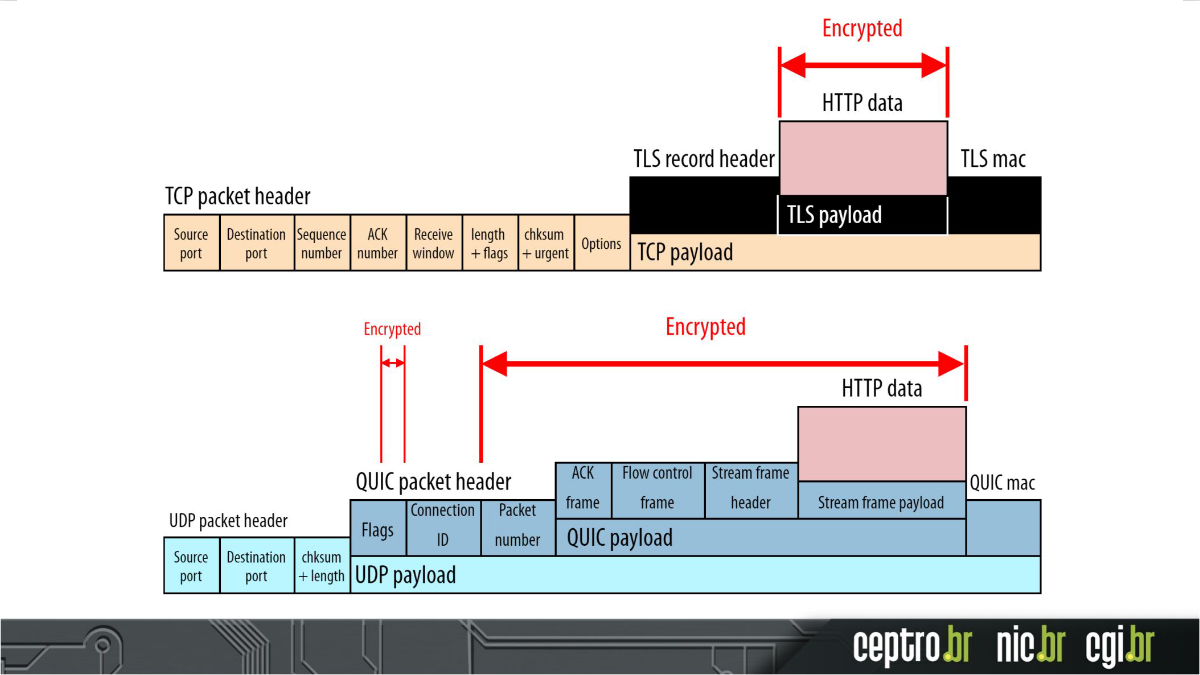 Encrypted
HTTP data
TLS record header
TLS mac
TCP packet header
TLS payload
Source
port
Destination
port
Sequence
number
ACK
number
Receive
window
length
+ flags
chksum
+ urgent
Options
TCP payload
Encrypted
Encrypted
HTTP data
QUIC packet header
ACK
frame
Flow control
frame
Stream frame
header
Stream frame payload
QUIC mac
UDP packet header
Flags
Connection
ID
Packet
number
QUIC payload
Source
port
Destination
port
chksum
+ length
UDP payload
ceptro.br nic.br cgi.br